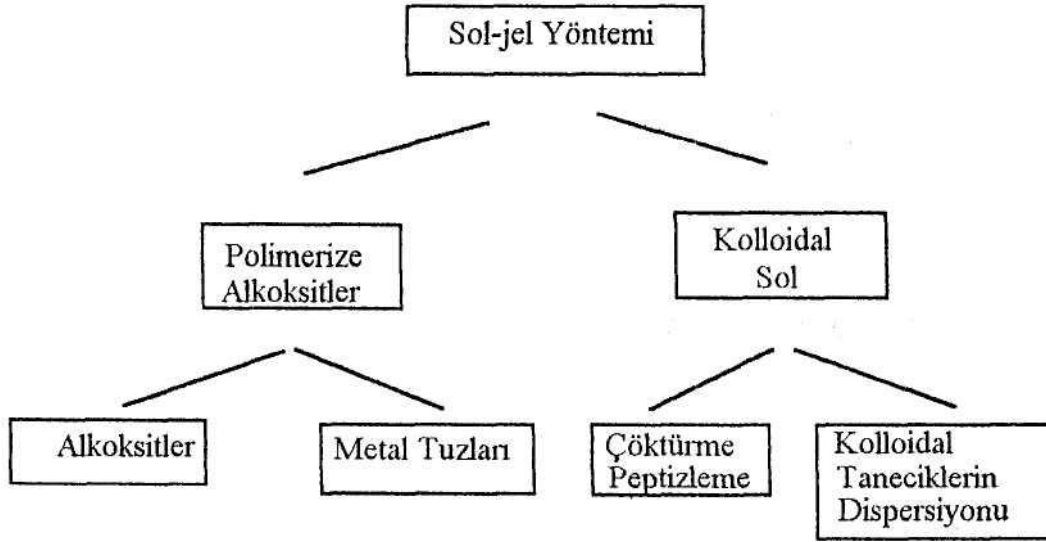 Sol-jel Yöntemi
Polimerize
Alkoksitler
Kolloidal
Sol
Alkoksitler
Metal Tuzları
Çöktürme
Peptizleme
Kolloidal
Taneciklerin
Dispersiyonu